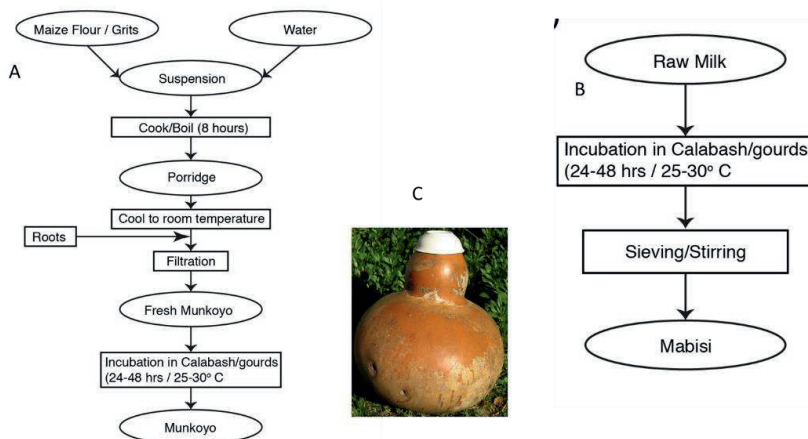 A
Maize Flour / Grits
Water
Suspension
Cook/Boil (8 hours)
Porridge
Cool to room temperature
Roots
Filtration
Fresh Munkoyo
Incubation in Calabash/gourds
(24-48 hrs / 25-30° C
Munkoyo
C
B
Raw Milk
Incubation in Calabash/gourds
(24-48 hrs / 25-30° C
Sieving/Stirring
Mabisi